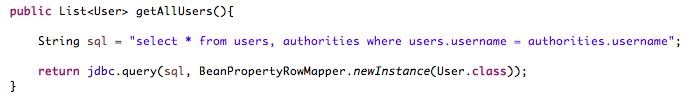 public List<User> getAllUsers(){
String sql = "select * from users, authorities where users.username = authorities.username";
return jdbc.query(sql, BeanPropertyRowMapper.newInstance(User.class));
}